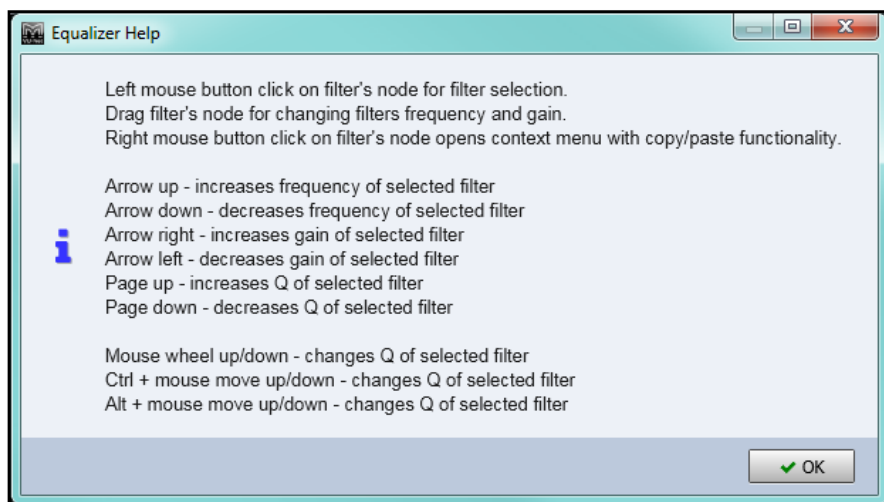 Equalizer Help
Left mouse button click on filter's node for filter selection.
Drag filter's node for changing filters frequency and gain.
Right mouse button click on filter's node opens context menu with copy/paste functionality.
Arrow up - increases frequency of selected filter
Arrow down - decreases frequency of selected filter
Arrow right - increases gain of selected filter
Arrow left - decreases gain of selected filter
Page up - increases Q of selected filter
Page down - decreases Q of selected filter
Mouse wheel up/down - changes Q of selected filter
Ctrl + mouse move up/down - changes Q of selected filter
Alt + mouse move up/down - changes Q of selected filter
OK